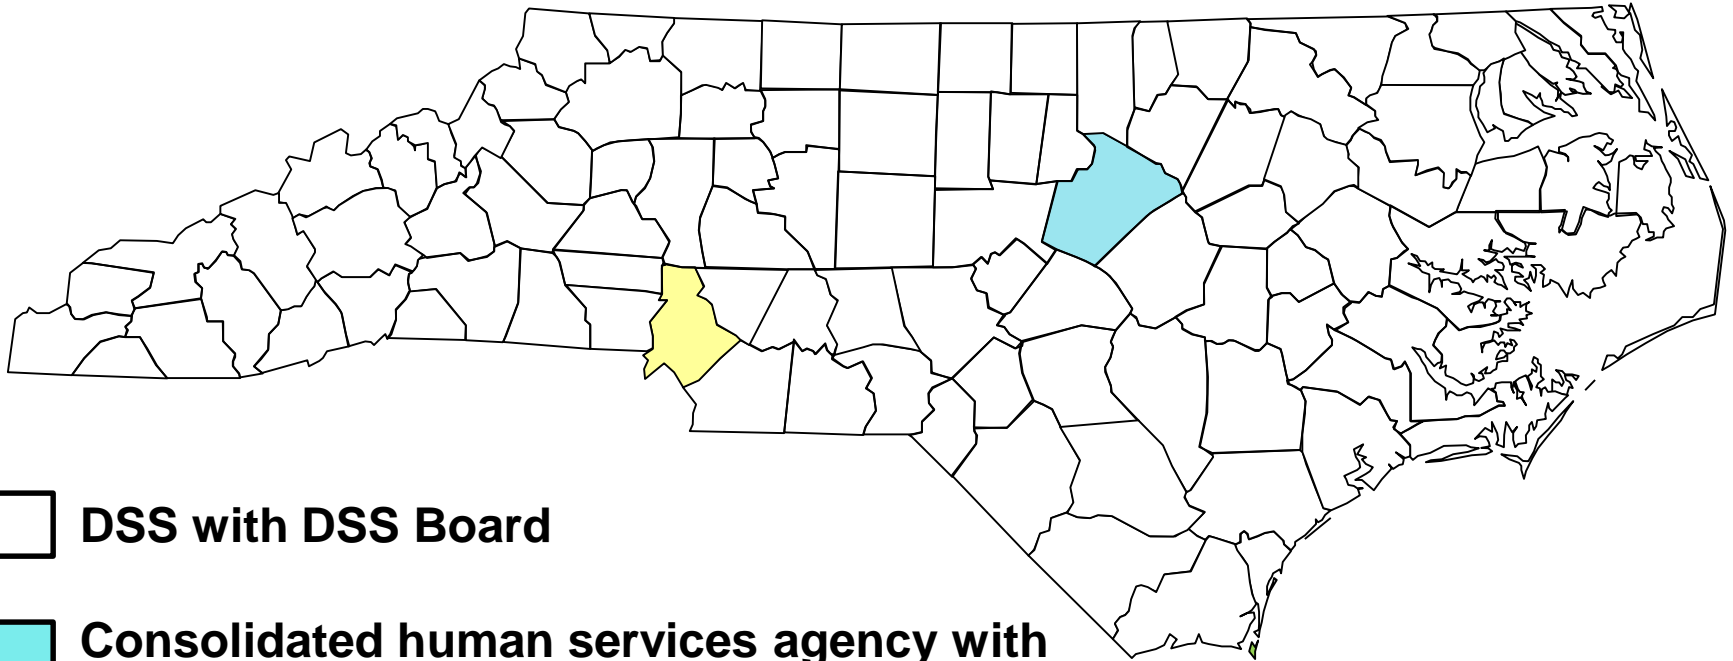 DSS with DSS Board
Consolidated human services agency with